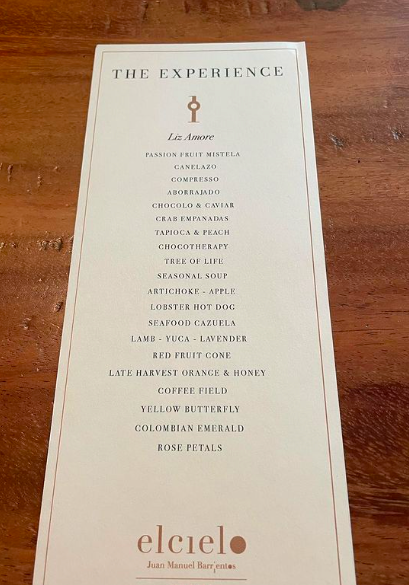 THE EXPERIENCE
Liz Amore
PASSION FRUIT MISTELA
CANELAZO
COMPRESSO
ABORRAJADO
CHOCOLO & CAVIAR
CRAB EMPANADAS
TAPIOCA & PEACH
CHOCOTHERAPY
TREE OF LIFE
SEASONAL SOUP
ARTICHOKE - APPLE
LOBSTER HOT DOG
SEAFOOD CAZUELA
LAMB - YUCA - LAVENDER
RED FRUIT CONE
LATE HARVEST ORANGE & HONEY
COFFEE FIELD
YELLOW BUTTERFLY
COLOMBIAN EMERALD
ROSE PETALS
elcielo
Juan Manuel Barrientos